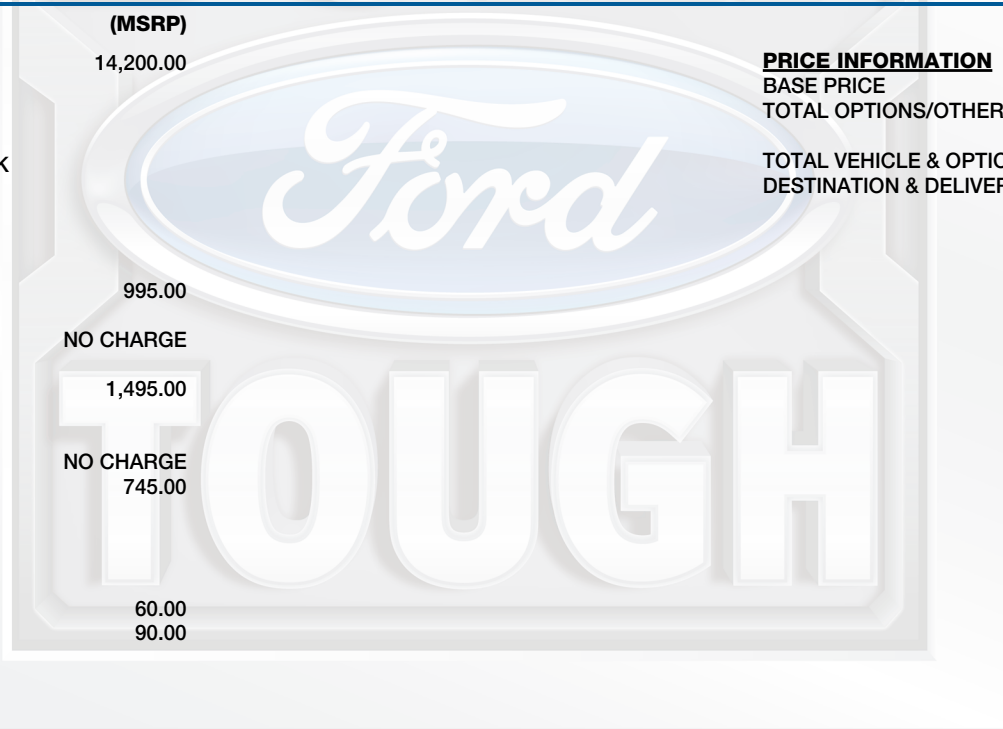 (MSRP)
14,200.00
K
995.00
NO CHARGE
1,495.00
NO CHARGE
745.00
60.00
90.00
PRICE INFORMATION
BASE PRICE
TOTAL OPTIONS/OTHER
TOTAL VEHICLE & OPTIO
DESTINATION & DELIVER
Ford
TOUGH